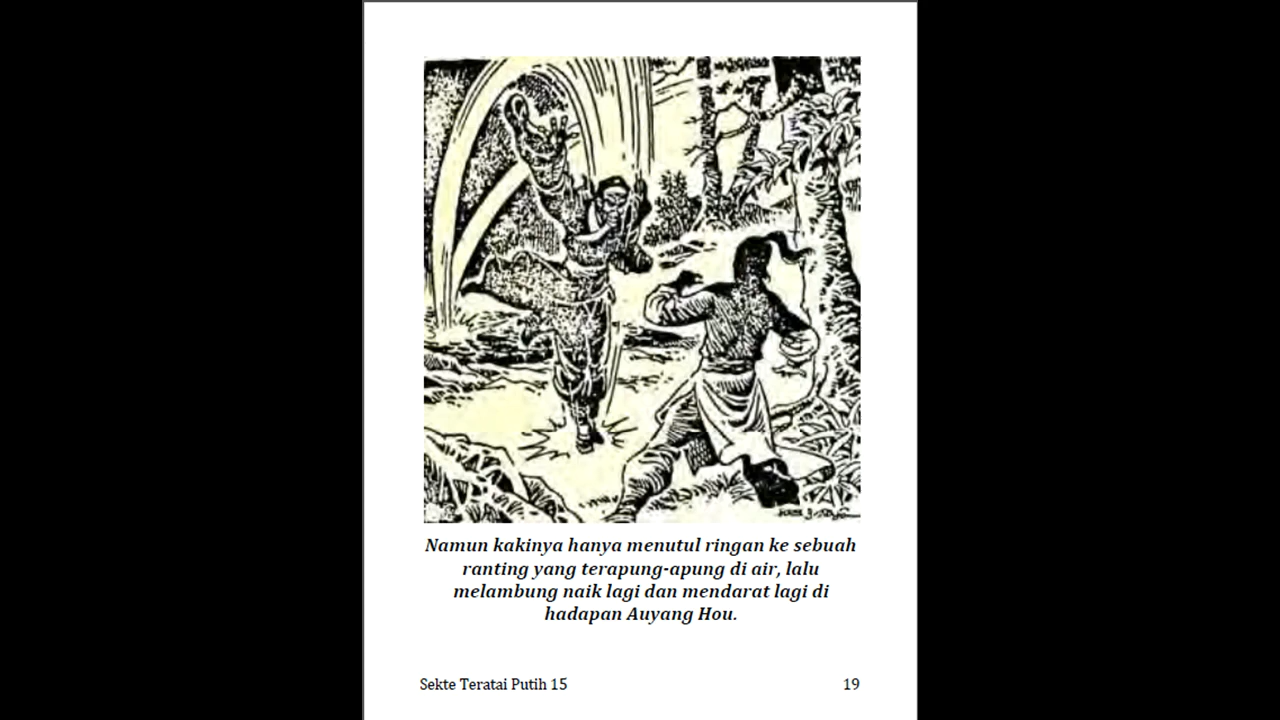 Namun kakinya hanya menutul ringan ke sebuah
ranting yang terapung-apung di air, lalu
melambung naik lagi dan mendarat lagi di
hadapan Auyang Hou.
Sekte Teratai Putih 15
19